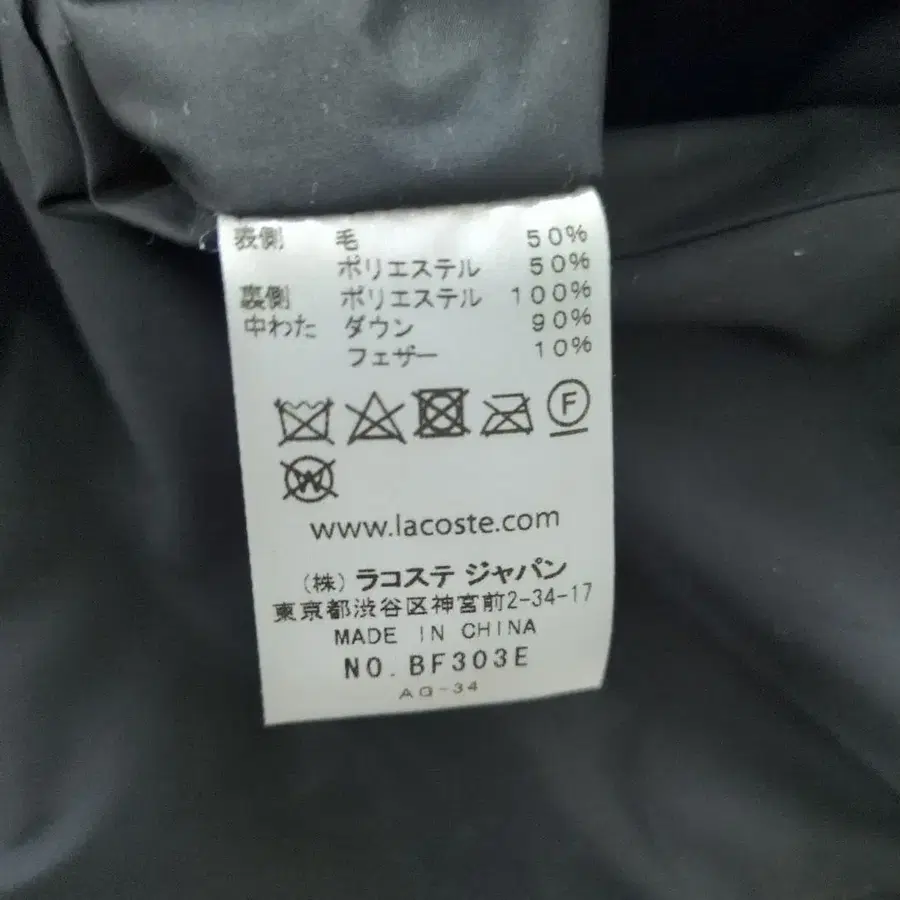 表側 毛 50%
ポリエステル 50%
裏側 ポリエステル 100%
中わた ダウン 90%
フェザー 10%
F
W
www.lacoste.com
(株) ラコステ ジャパン
東京都渋谷区神宮前2-34-17
MADE IN CHINA
NO. BF303E
AQ-34